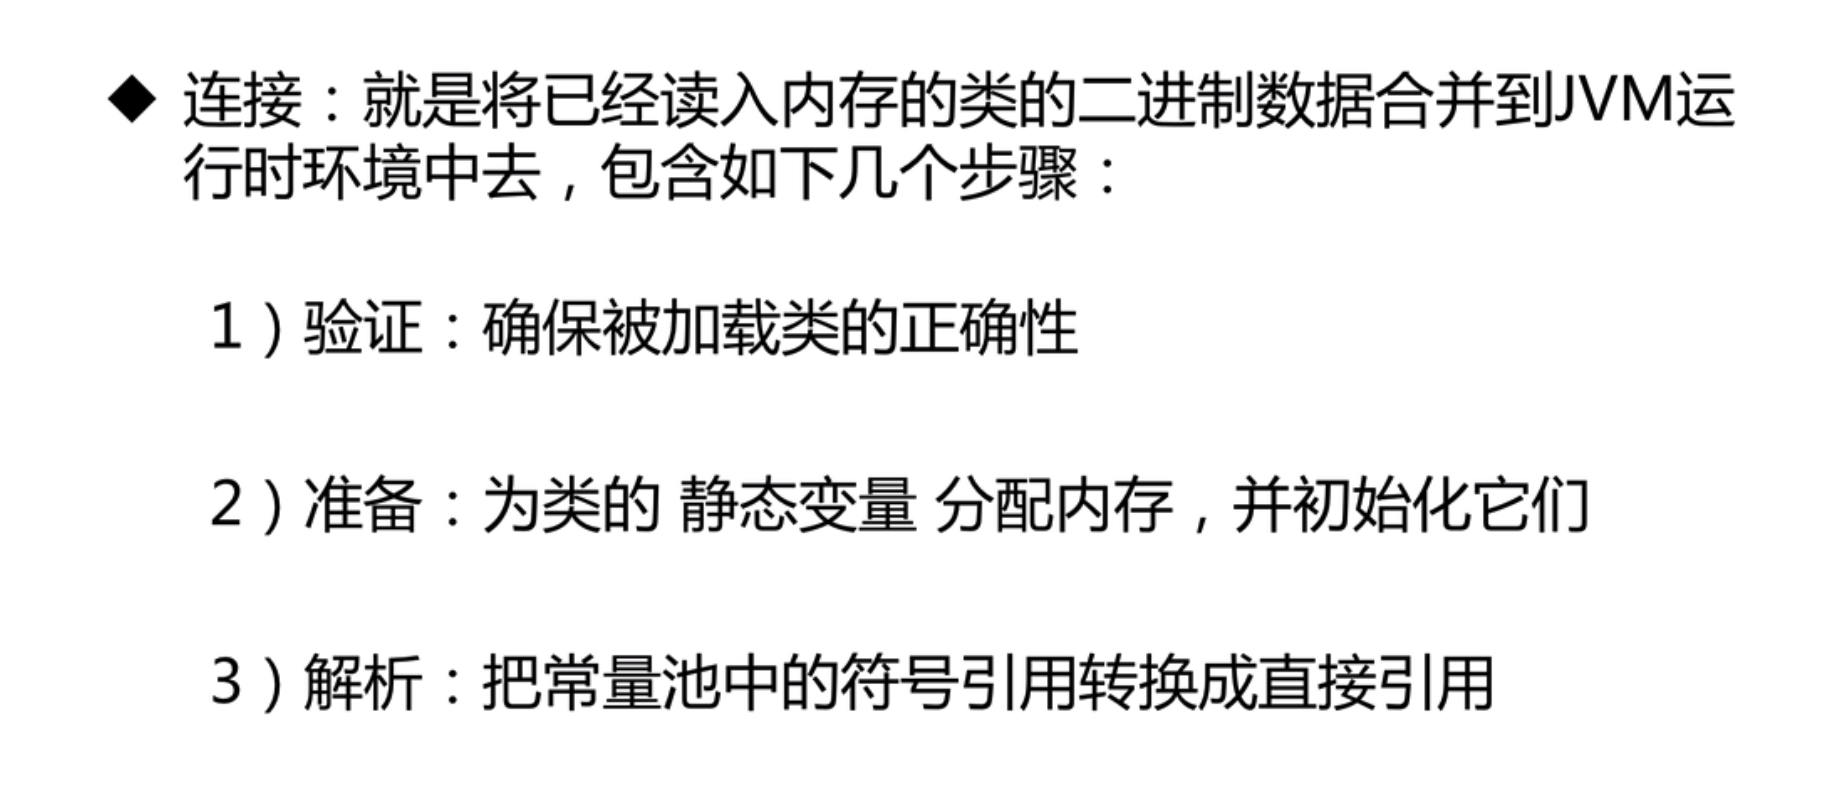 ◆ 连接：就是将已经读入内存的类的二进制数据合并到JVM运
行时环境中去，包含如下几个步骤：
1）验证：确保被加载类的正确性
2）准备：为类的 静态变量 分配内存，并初始化它们
3）解析：把常量池中的符号引用转换成直接引用